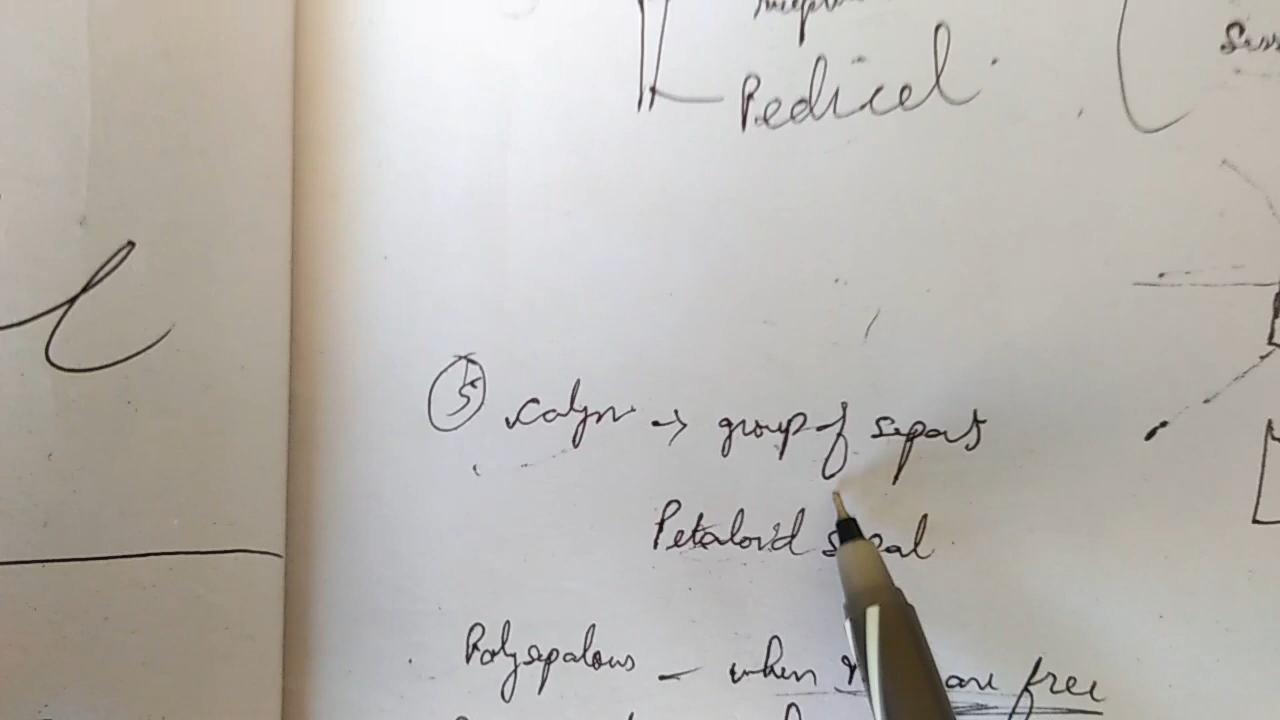 Pedicel
5 calyx → group of sepals
Petaloid sepal
Polysepalous - when are free